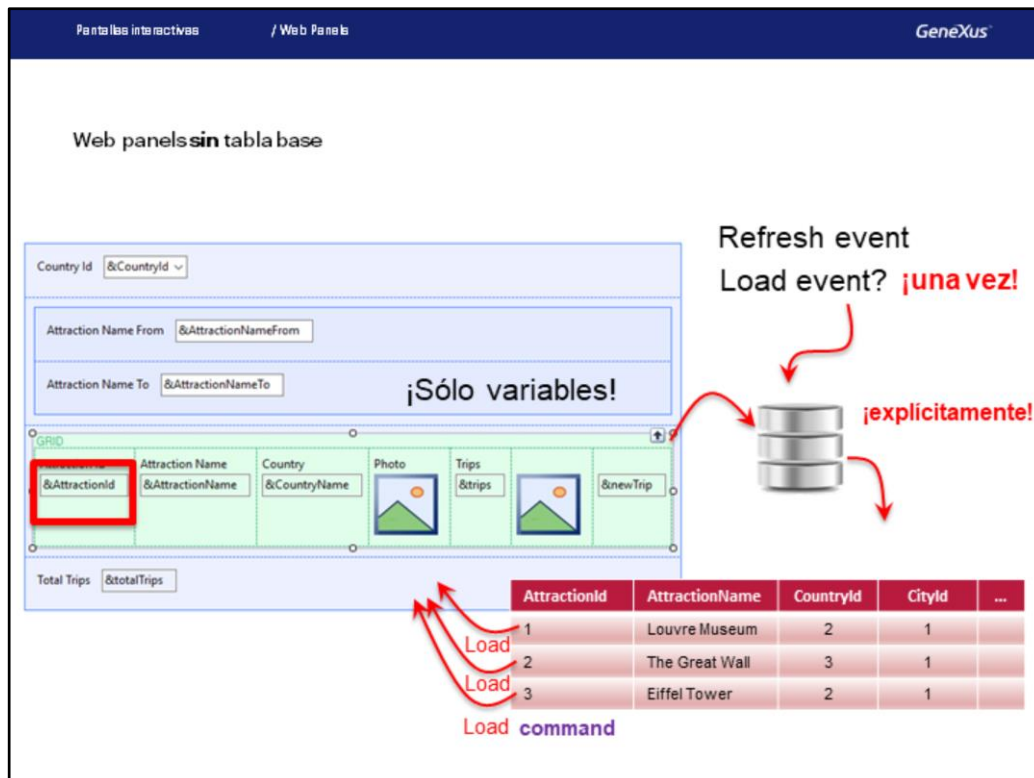 Pantallas interactivas / Web Panels GeneXus
Web panels sin tabla base
Refresh event
Load event? ¡una vez!
Country Id &CountryId
Attraction Name From &AttractionNameFrom
Attraction Name To &AttractionNameTo
¡Sólo variables!
¡explícitamente!
GRID
Attraction Name Country Photo Trips
&AttractionId &AttractionName &CountryName &trips &newTrip
Total Trips &totalTrips
AttractionId AttractionName CountryId CityId ...
1 Louvre Museum 2 1
Load
2 The Great Wall 3 1
Load
3 Eiffel Tower 2 1
Load command